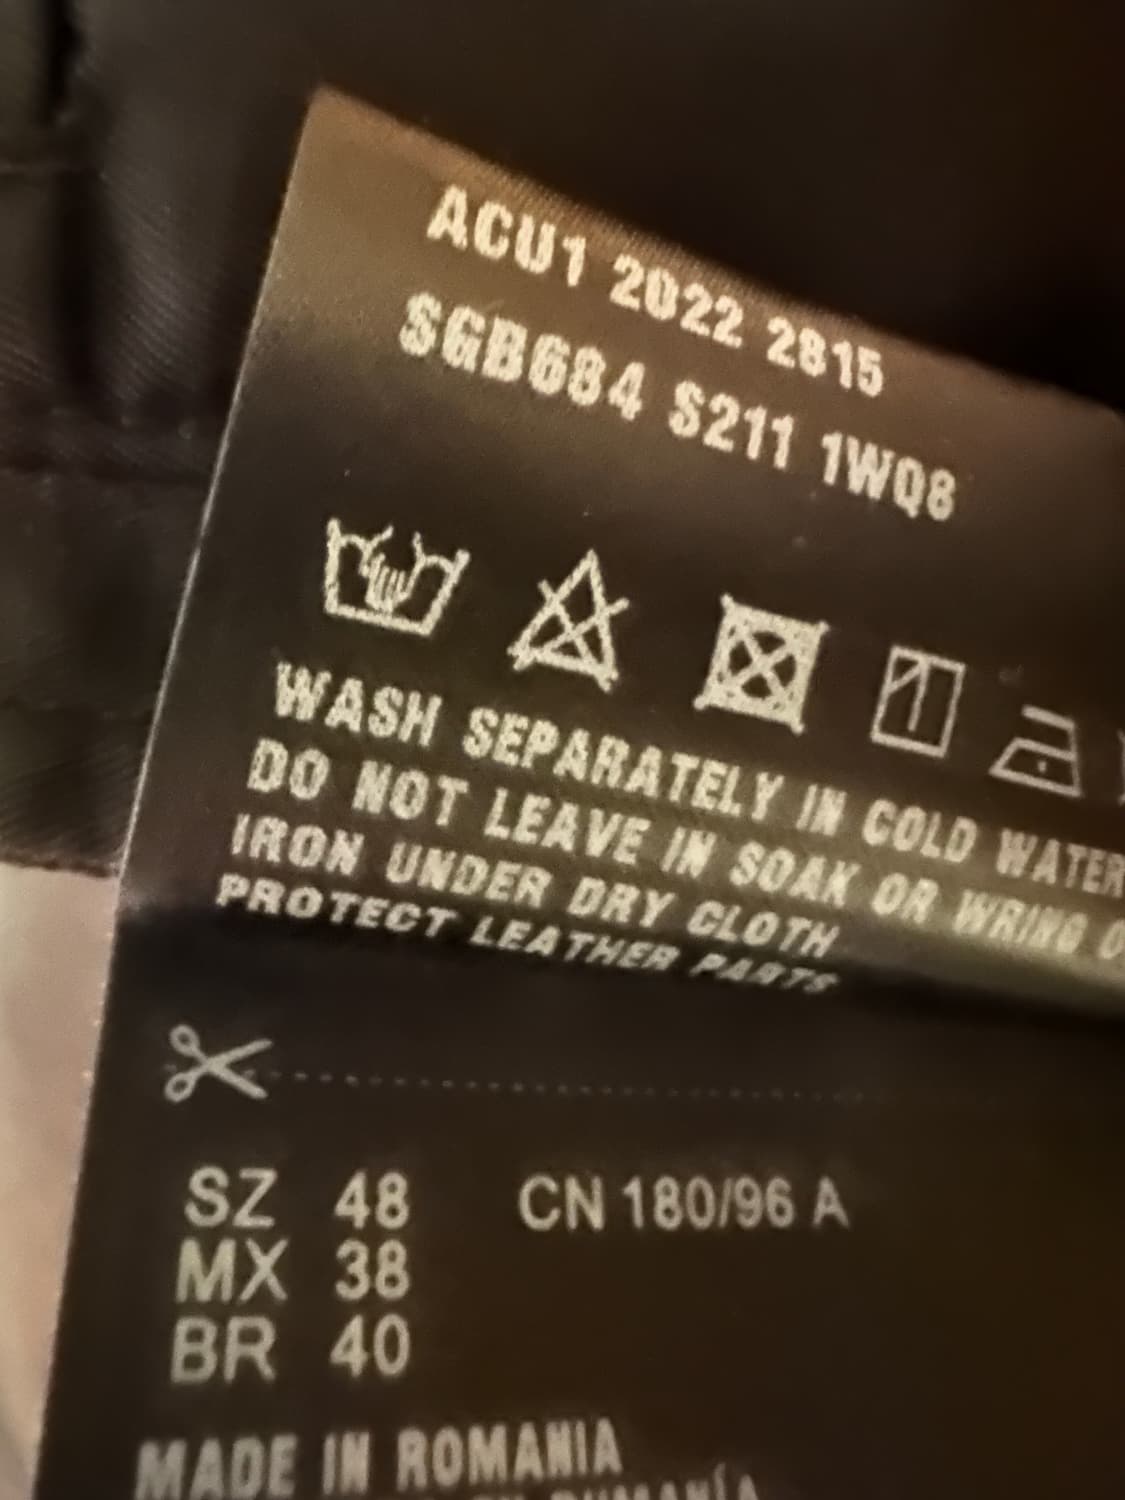 ACU1 2022 2815
SGB684 S211 1WQ8
WASH SEPARATELY IN COLD WATER
DO NOT LEAVE IN SOAK OR WRING
IRON UNDER DRY CLOTH
PROTECT LEATHER PARTS
SZ 48 CN 180/96 A
MX 38
BR 40
MADE IN ROMANIA